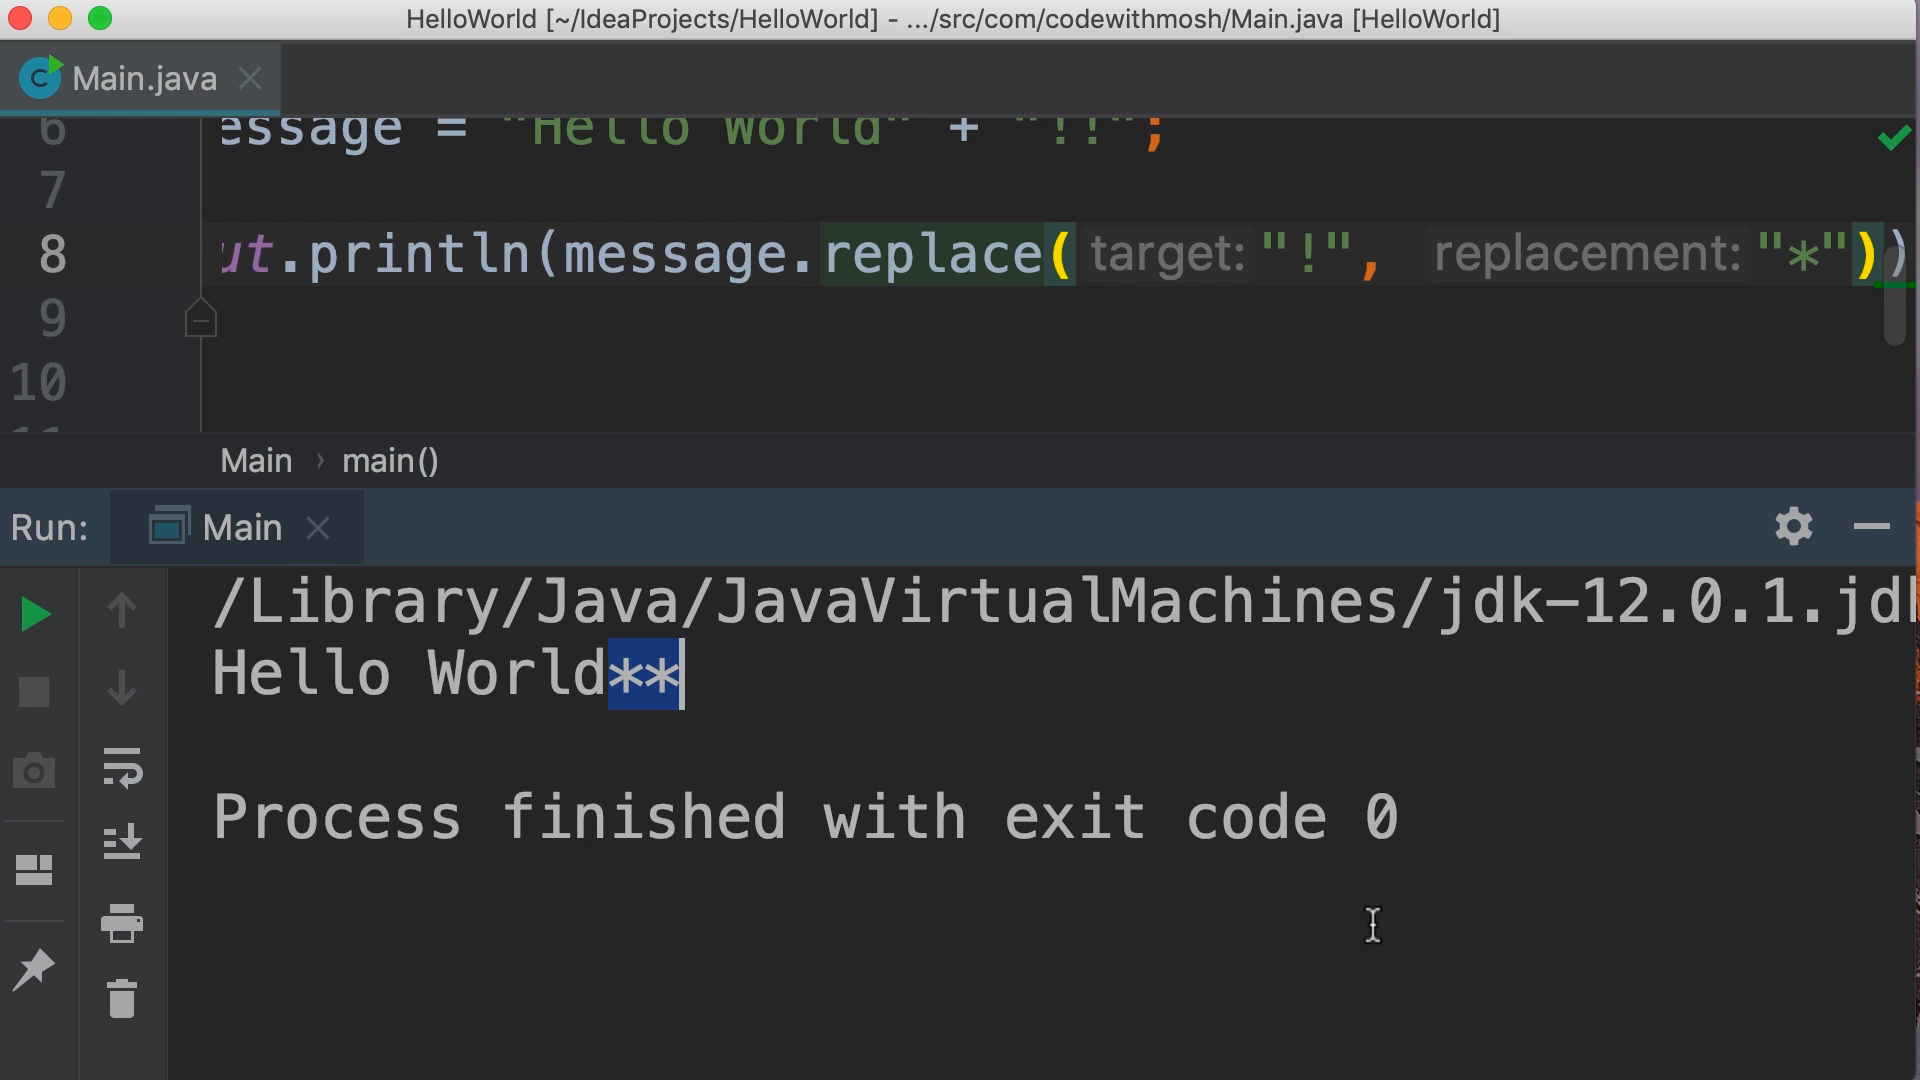 HelloWorld [~/IdeaProjects/HelloWorld] - .../src/com/codewithmosh/Main.java [HelloWorld]
Main.java
6 essage = "Hello World" + "!!";
7
8 ut.println(message.replace( target: "!", replacement: "*"))
9
10
11
Main › main()
Run: Main
/Library/Java/JavaVirtualMachines/jdk-12.0.1.jdk
Hello World**
Process finished with exit code 0